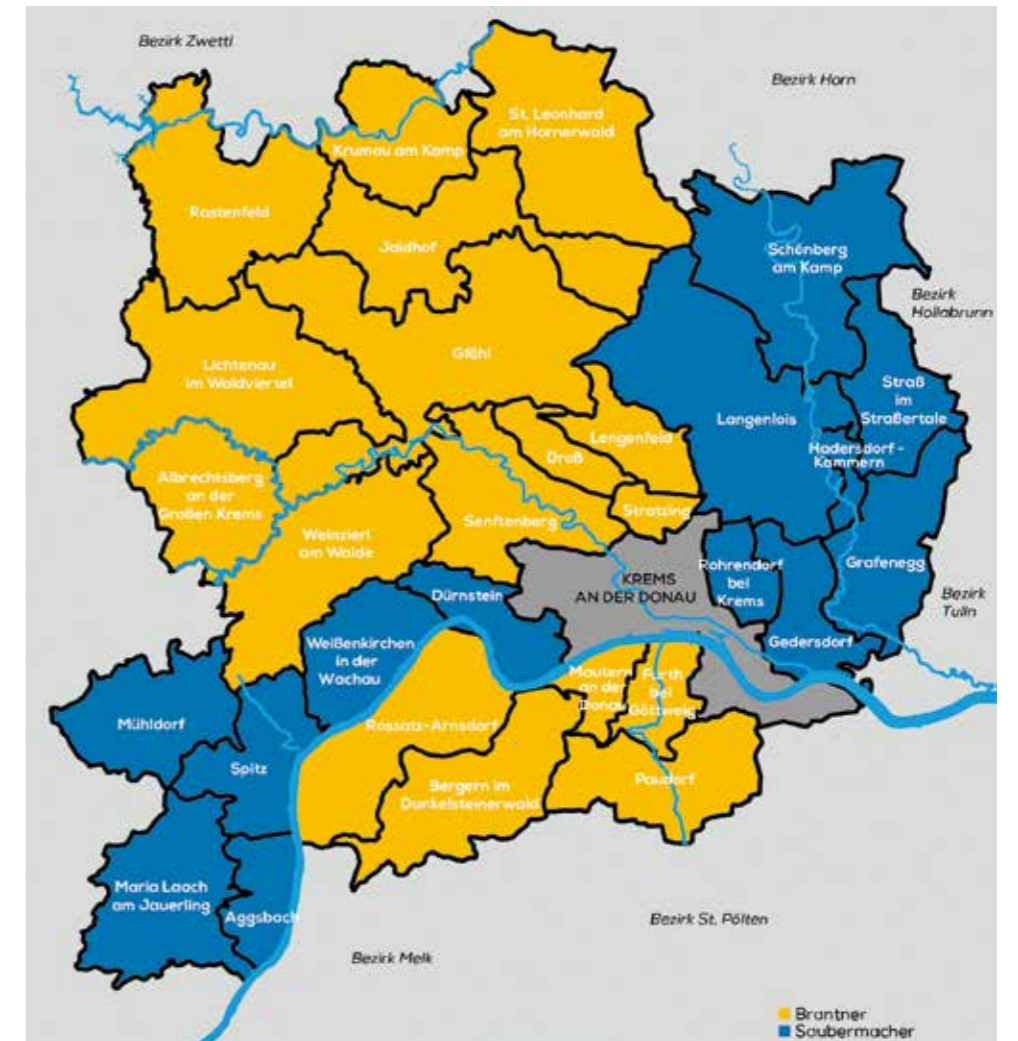 Bezirk Zwettl
Bezirk Horn
St. Leonhard
am Hornerwald
Krumau am Kamp
Rastenfeld
Jaidhof
Schönberg
am Kamp
Bezirk
Hollabrunn
Gföhl
Lichtenau
im Waldviertel
Straß
im
Straßertale
Langenlois
Lengenfeld
Droß
Hadersdorf -
Kammern
Albrechtsberg
an der
Großen Krems
Stratzing
Senftenberg
Weinzierl
am Walde
Grafenegg
Rohrendorf
bei
Krems
KREMS
AN DER DONAU
Bezirk
Tulln
Dürnstein
Gedersdorf
Weißenkirchen
in der
Wachau
Mautern
an der
Donau
Furth
bei
Göttweig
Mühldorf
Rossatz-Arnsdorf
Spitz
Paudorf
Bergern im
Dunkelsteinerwald
Maria Laach
am Jauerling
Aggsbach
Bezirk St. Pölten
Bezirk Melk
Brantner
Saubermacher